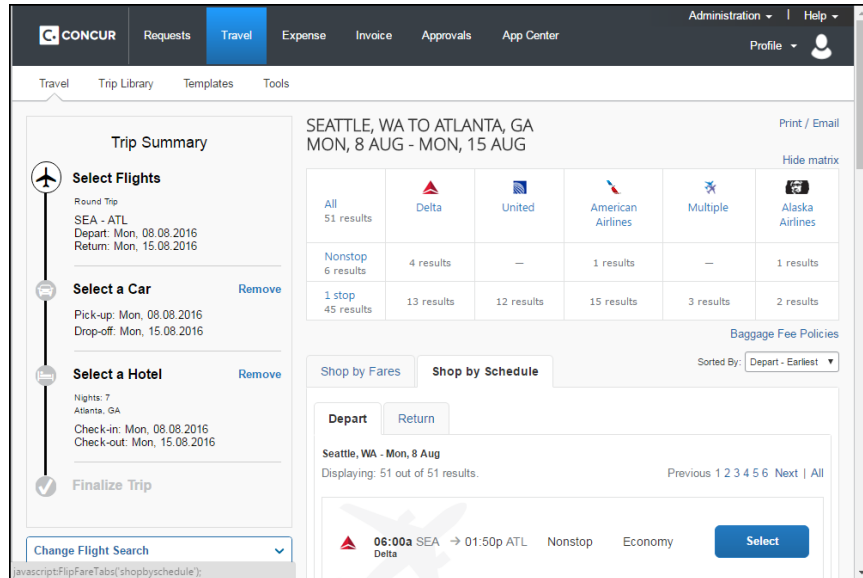 Administration | Help
C. CONCUR Requests Travel Expense Invoice Approvals App Center
Profile
Travel Trip Library Templates Tools
Trip Summary
Select Flights
Round Trip
SEA - ATL
Depart: Mon, 08.08.2016
Return: Mon, 15.08.2016
Select a Car Remove
Pick-up: Mon, 08.08.2016
Drop-off: Mon, 15.08.2016
Select a Hotel Remove
Nights: 7
Atlanta, GA
Check-in: Mon, 08.08.2016
Check-out: Mon, 15.08.2016
Finalize Trip
Change Flight Search
javascript:FlipFareTabs('shopbyschedule');
SEATTLE, WA TO ATLANTA, GA
MON, 8 AUG - MON, 15 AUG
Print / Email
Hide matrix
All
51 results
Delta
United
American
Airlines
Multiple
Alaska
Airlines
Nonstop
6 results
4 results — 1 results — 1 results
1 stop
45 results
13 results 12 results 15 results 3 results 2 results
Baggage Fee Policies
Shop by Fares Shop by Schedule
Sorted By: Depart - Earliest
Depart Return
Seattle, WA - Mon, 8 Aug
Displaying: 51 out of 51 results.
Previous 1 2 3 4 5 6 Next | All
06:00a SEA → 01:50p ATL Nonstop Economy Select
Delta